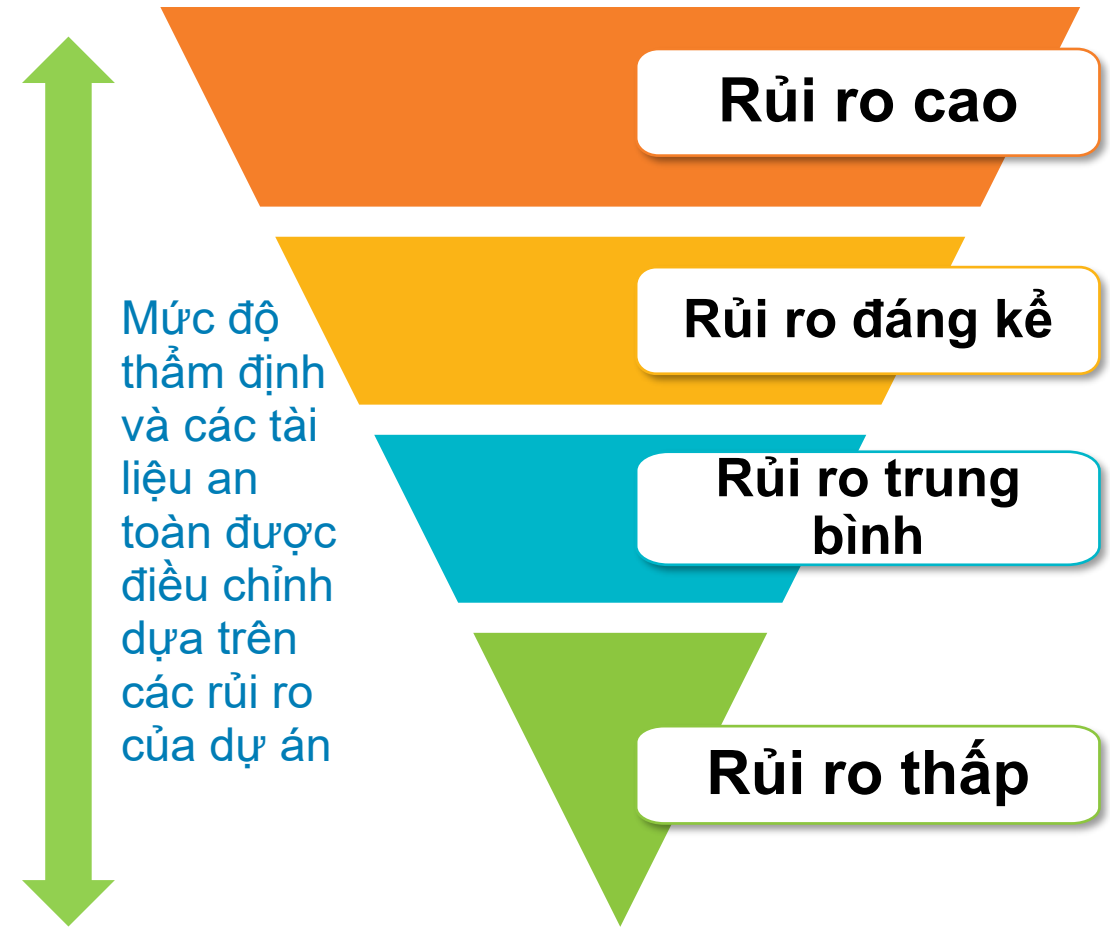 Rủi ro cao
Rủi ro đáng kể
Rủi ro trung
bình
Rủi ro thấp
Mức độ
thẩm định
và các tài
liệu an
toàn được
điều chỉnh
dựa trên
các rủi ro
của dự án